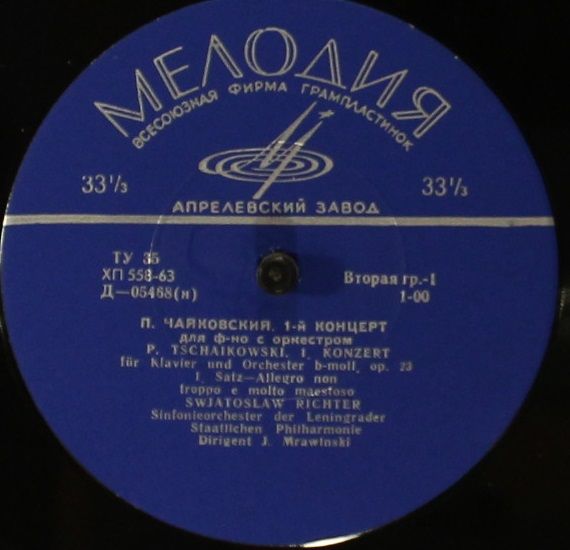 МЕЛОДИЯ
ВСЕСОЮЗНАЯ ФИРМА ГРАМПЛАСТИНОК
33⅓ 33⅓
АПРЕЛЕВСКИЙ ЗАВОД
ТУ 35
ХП 558-63
Д—05468(н)
Вторая гр.-1
1-00
П. ЧАЙКОВСКИЙ. 1-й КОНЦЕРТ
для ф-но с оркестром
P. TSCHAIKOWSKI. I. KONZERT
für Klavier und Orchester b-moll, op. 23
I. Satz—Allegro non
troppo e molto maestoso
SWJATOSLAW RICHTER
Sinfonieorchester der Leningrader
Staatlichen Philharmonie
Dirigent J. Mrawinski